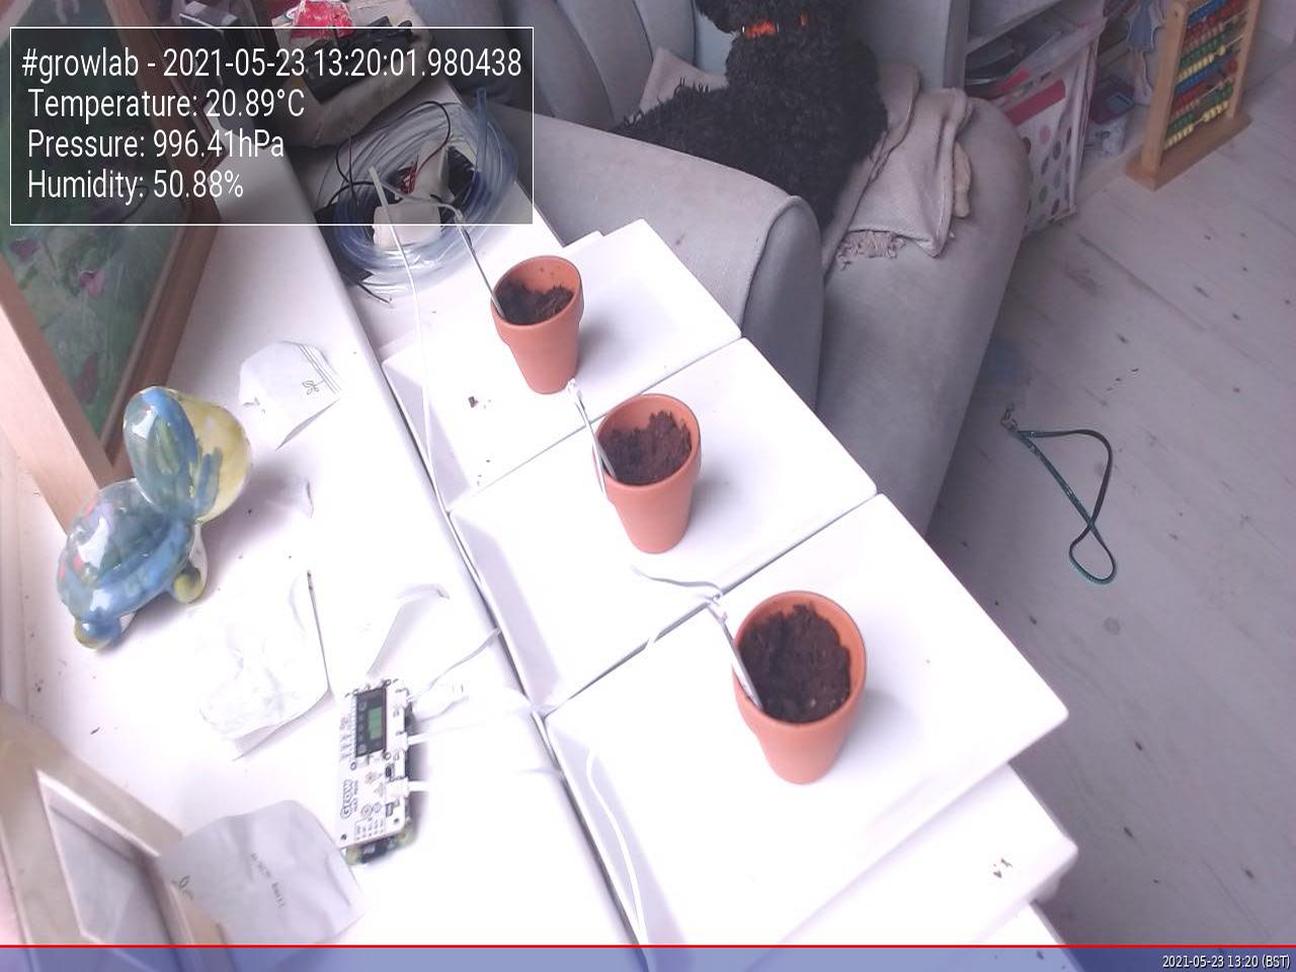 #growlab - 2021-05-23 13:20:01.980438
Temperature: 20.89°C
Pressure: 996.41hPa
Humidity: 50.88%
GROW
2021-05-23 13:20 (BST)